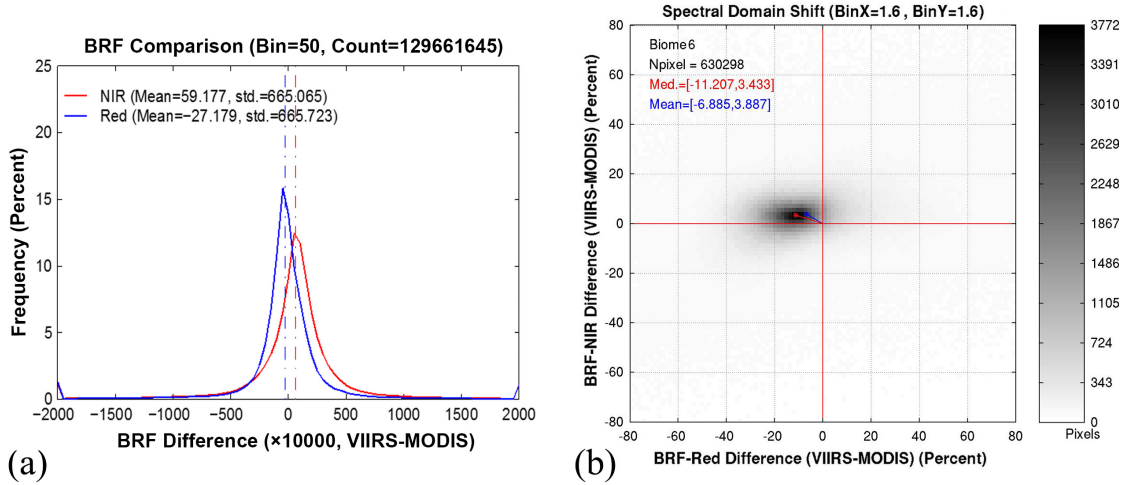 BRF Comparison (Bin=50, Count=129661645)
25
20
15
10
5
0
Frequency (Percent)
NIR (Mean=59.177, std.=665.065)
Red (Mean=−27.179, std.=665.723)
−2000 −1500 −1000 −500 0 500 1000 1500 2000
BRF Difference (×10000, VIIRS-MODIS)
(a)
Spectral Domain Shift (BinX=1.6 , BinY=1.6)
80
60
40
20
0
-20
-40
-60
-80
BRF-NIR Difference (VIIRS-MODIS) (Percent)
Biome6
Npixel = 630298
Med.=[-11.207,3.433]
Mean=[-6.885,3.887]
-80 -60 -40 -20 0 20 40 60 80
BRF-Red Difference (VIIRS-MODIS) (Percent)
3772
3391
3010
2629
2248
1867
1486
1105
724
343
0
Pixels
(b)